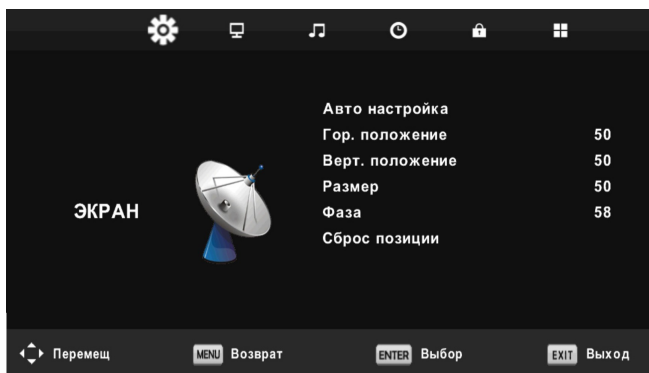 Авто настройка
Гор. положение 50
Верт. положение 50
Размер 50
ЭКРАН
Фаза 58
Сброс позиции
Перемещ MENU Возврат ENTER Выбор EXIT Выход